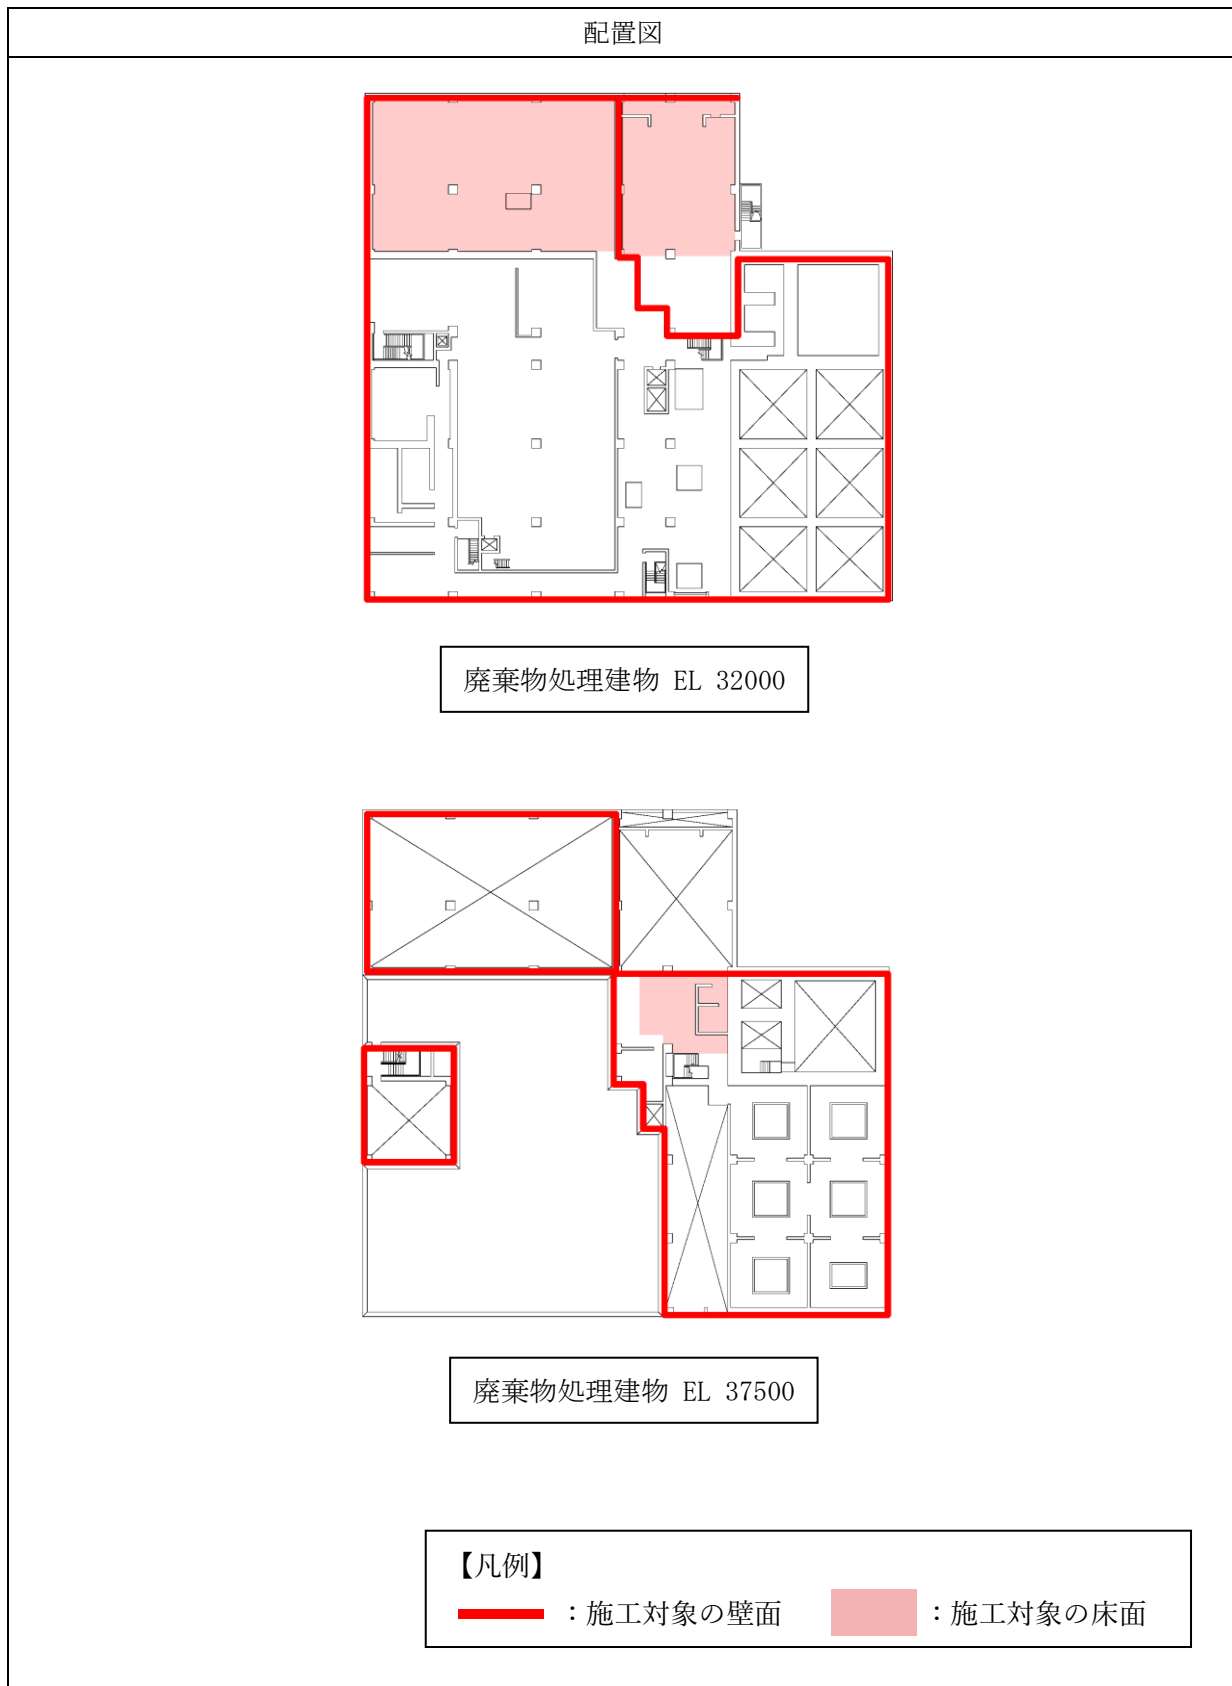 配置図
廃棄物処理建物 EL 32000
廃棄物処理建物 EL 37500
【凡例】
：施工対象の壁面
：施工対象の床面